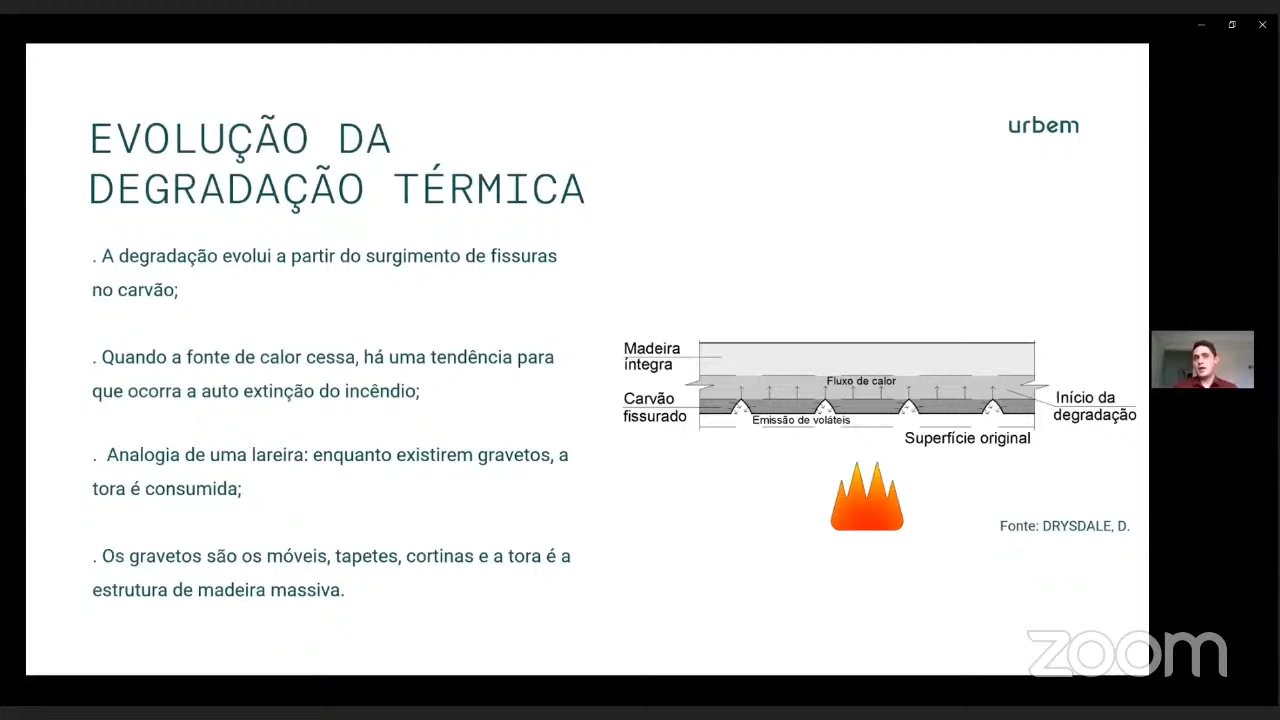 EVOLUÇÃO DA
DEGRADAÇÃO TÉRMICA
urbem
. A degradação evolui a partir do surgimento de fissuras
no carvão;
. Quando a fonte de calor cessa, há uma tendência para
que ocorra a auto extinção do incêndio;
. Analogia de uma lareira: enquanto existirem gravetos, a
tora é consumida;
. Os gravetos são os móveis, tapetes, cortinas e a tora é a
estrutura de madeira massiva.
Madeira
íntegra
Fluxo de calor
Carvão
fissurado
Emissão de voláteis
Início da
degradação
Superfície original
Fonte: DRYSDALE, D.
zoom